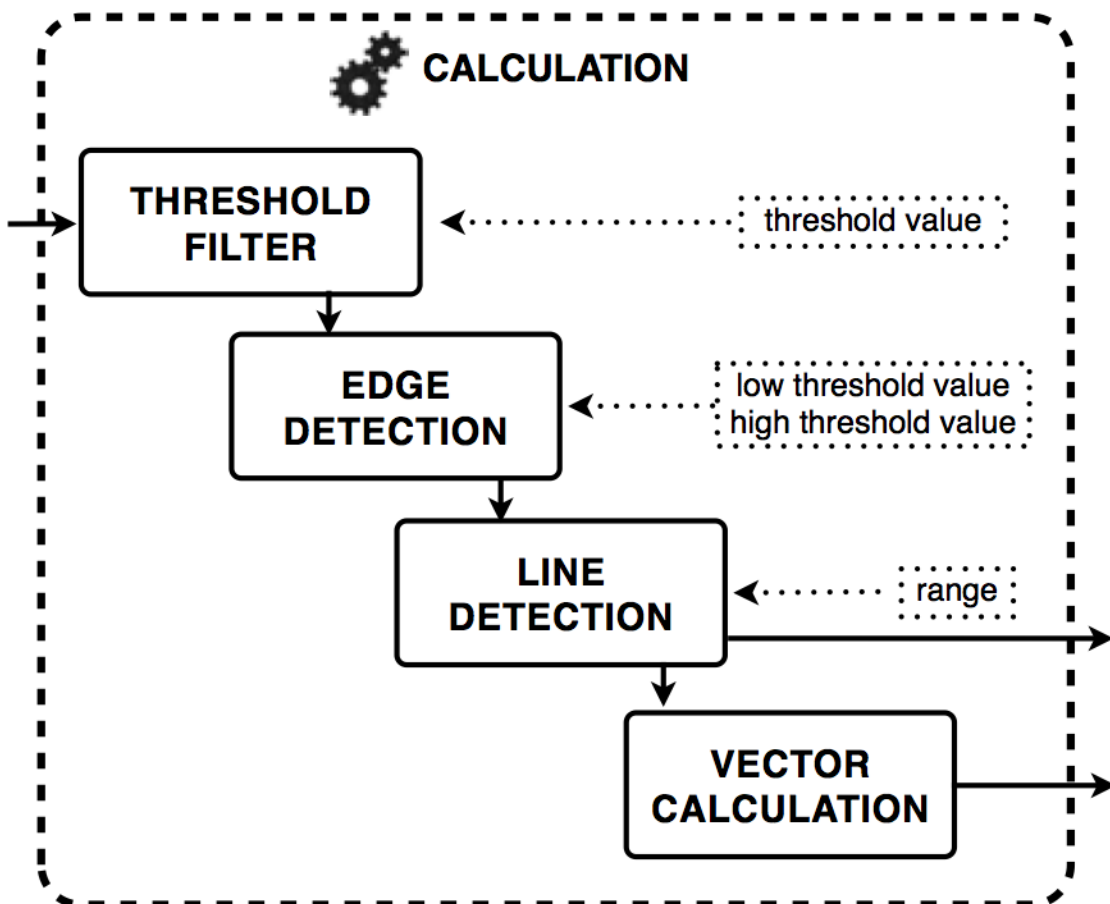 CALCULATION
THRESHOLD
FILTER
threshold value
EDGE
DETECTION
low threshold value
high threshold value
LINE
DETECTION
range
VECTOR
CALCULATION